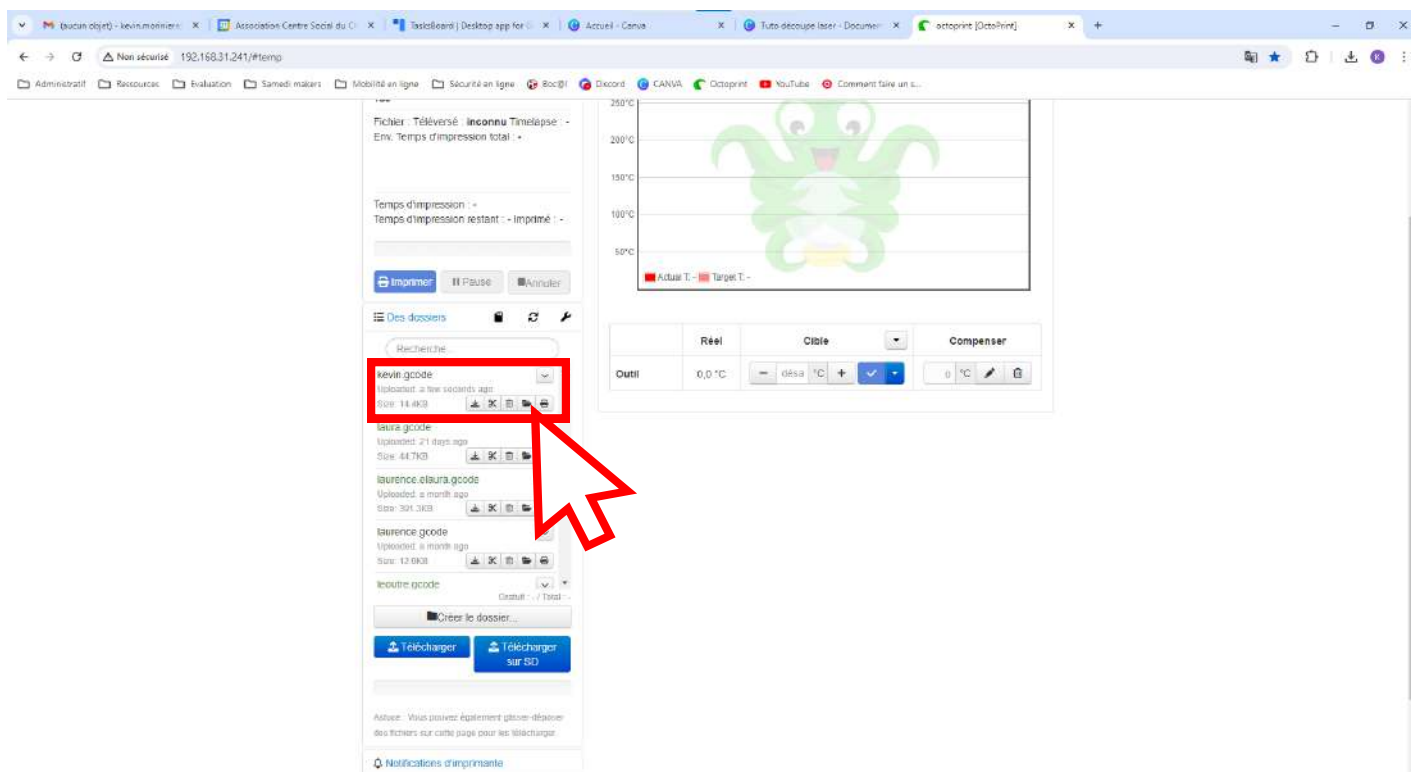 (aucun objet) - kevin.moriniere
Association Centre Social du C
TasksBoard | Desktop app for G
Accueil - Canva
Tuto découpe laser - Documen
octoprint [OctoPrint]
Non sécurisé 192.168.31.241/#temp
Administratif Ressources Evaluation Samedi makers Mobilité en ligne Sécurité en ligne Boc@l Discord CANVA Octoprint YouTube Comment faire un s...
Fichier : Téléversé : inconnu Timelapse : -
Env. Temps d'impression total : -
Temps d'impression : -
Temps d'impression restant : - Imprimé : -
Imprimer Pause Annuler
Des dossiers
Recherche...
kevin.gcode
Uploaded: a few seconds ago
Size: 14.4KB
laura.gcode
Uploaded: 21 days ago
Size: 44.7KB
laurence.elaura.gcode
Uploaded: a month ago
Size: 391.3KB
laurence.gcode
Uploaded: a month ago
Size: 12.6KB
leoutre.gcode
Gratuit : - / Total : -
Créer le dossier...
Télécharger
Télécharger
sur SD
Astuce : Vous pouvez également glisser-déposer
des fichiers sur cette page pour les télécharger.
Notifications d'imprimante
250°C
200°C
150°C
100°C
50°C
Actual T: - Target T: -
Réel Cible Compenser
Outil 0,0 °C désa °C 0 °C